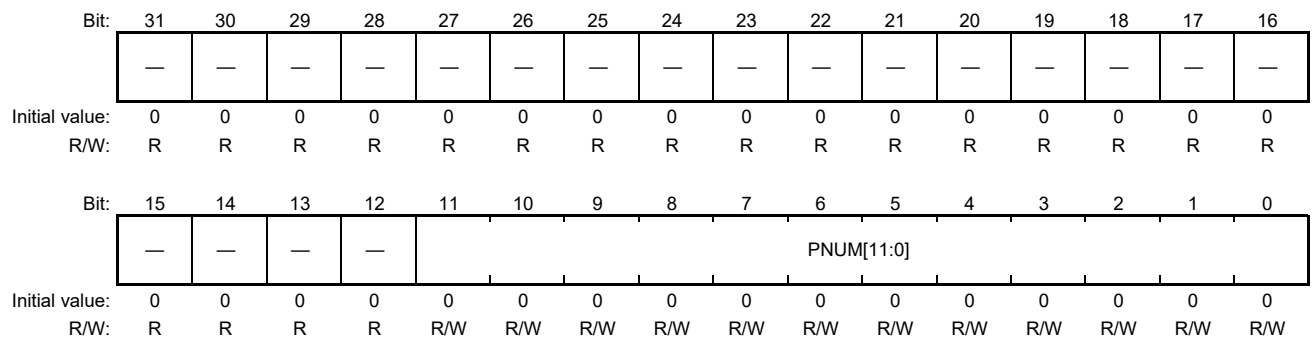 Bit: 31 30 29 28 27 26 25 24 23 22 21 20 19 18 17 16
— — — — — — — — — — — — — — — —
Initial value: 0 0 0 0 0 0 0 0 0 0 0 0 0 0 0 0
R/W: R R R R R R R R R R R R R R R R
Bit: 15 14 13 12 11 10 9 8 7 6 5 4 3 2 1 0
— — — — PNUM[11:0]
Initial value: 0 0 0 0 0 0 0 0 0 0 0 0 0 0 0 0
R/W: R R R R R/W R/W R/W R/W R/W R/W R/W R/W R/W R/W R/W R/W